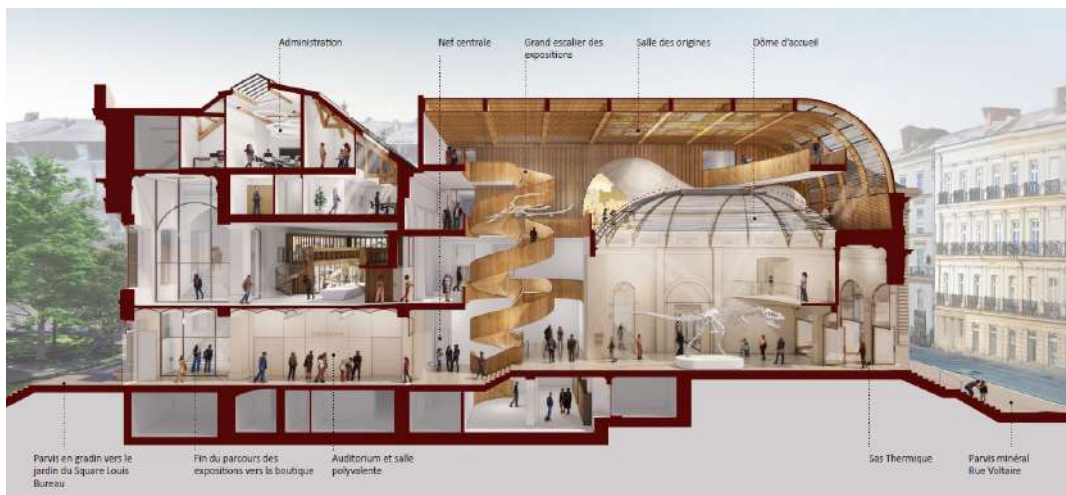 Administration
Nef centrale
Grand escalier des
expositions
Salle des origines
Dôme d'accueil
Parvis en gradin vers le
jardin du Square Louis
Bureau
Fin du parcours des
expositions vers la boutique
Auditorium et salle
polyvalente
Sas Thermique
Parvis minéral
Rue Voltaire